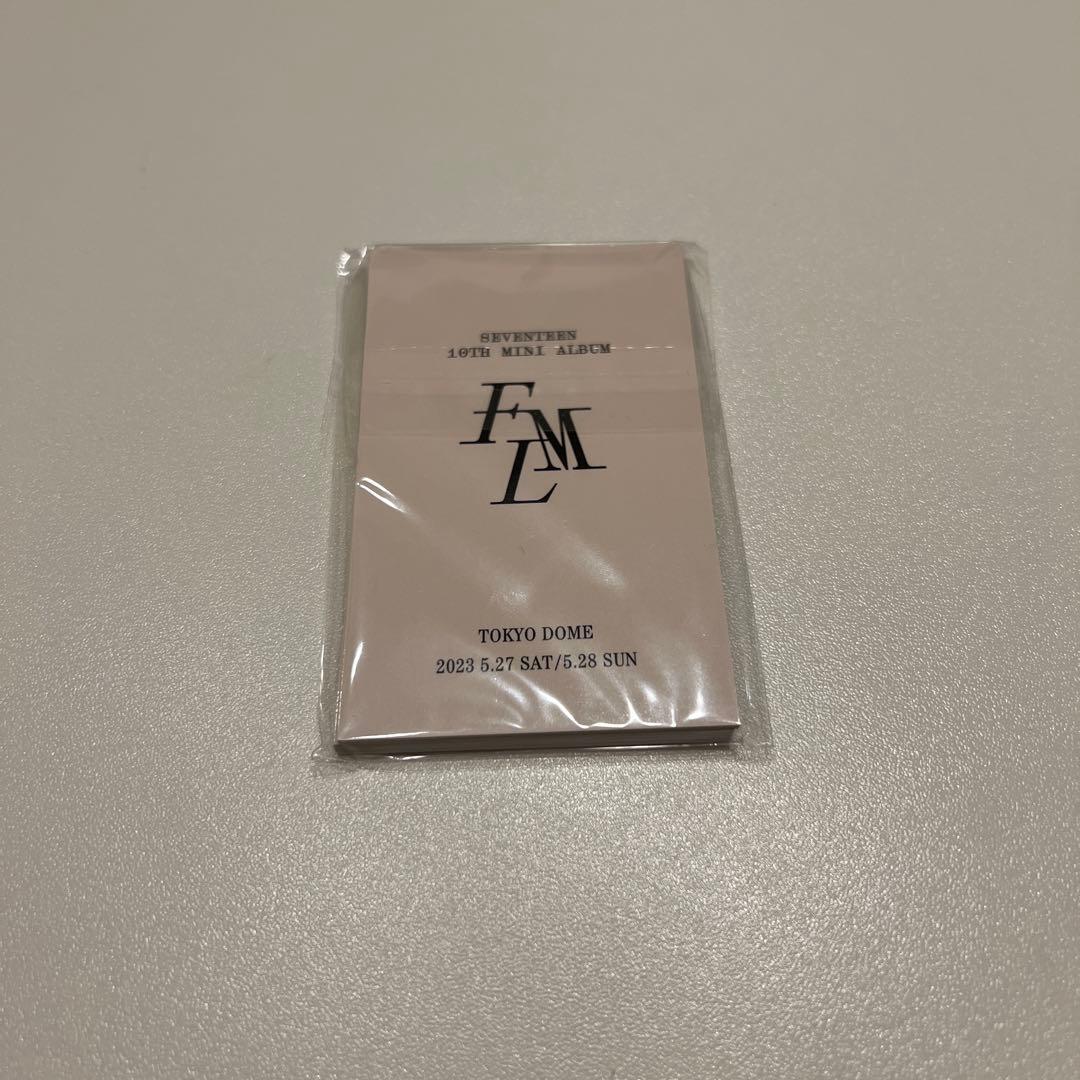 SEVENTEEN
10TH MINI ALBUM
FML
TOKYO DOME
2023 5.27 SAT/5.28 SUN